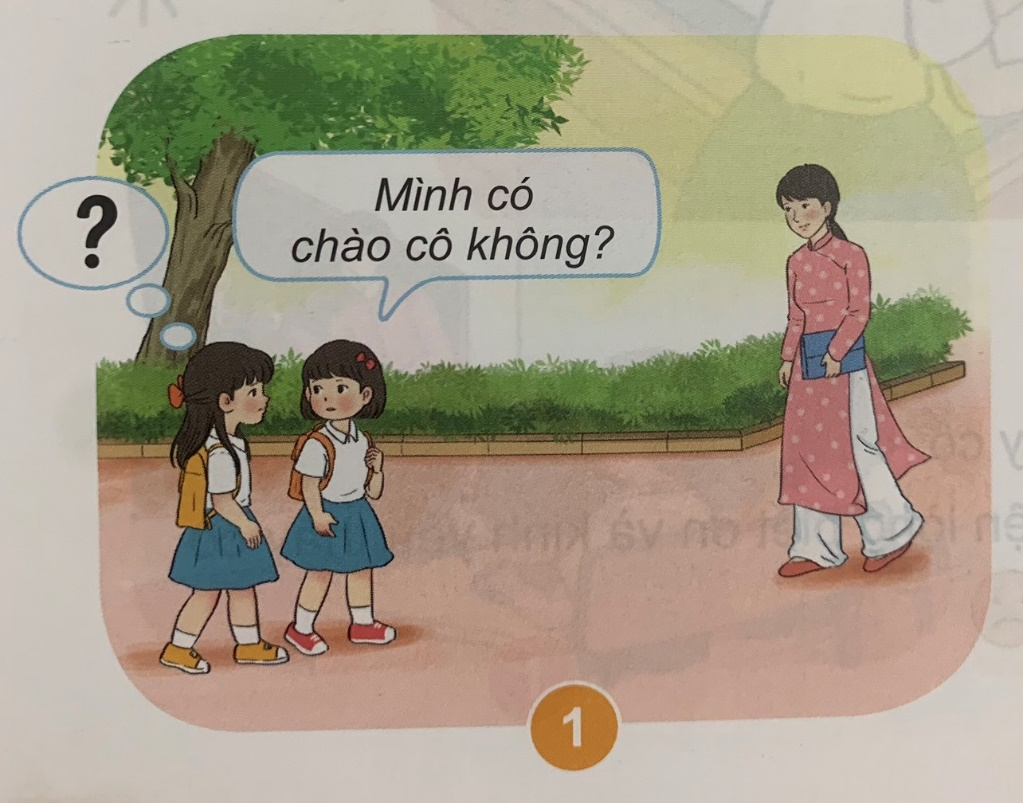 ?
Mình có
chào cô không?
1